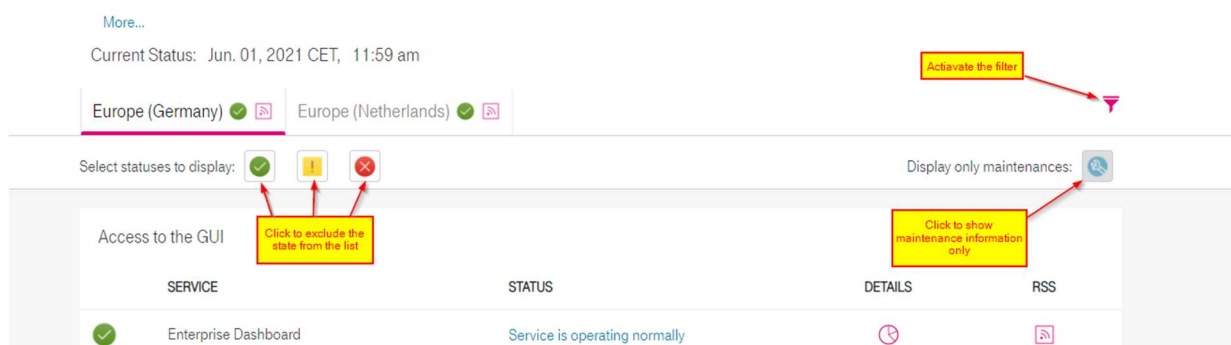 More...
Current Status: Jun. 01, 2021 CET, 11:59 am
Actiavate the filter
Europe (Germany) Europe (Netherlands)
Select statuses to display: Display only maintenances:
Click to exclude the
state from the list
Click to show
maintenance information
only
Access to the GUI
SERVICE STATUS DETAILS RSS
Enterprise Dashboard Service is operating normally